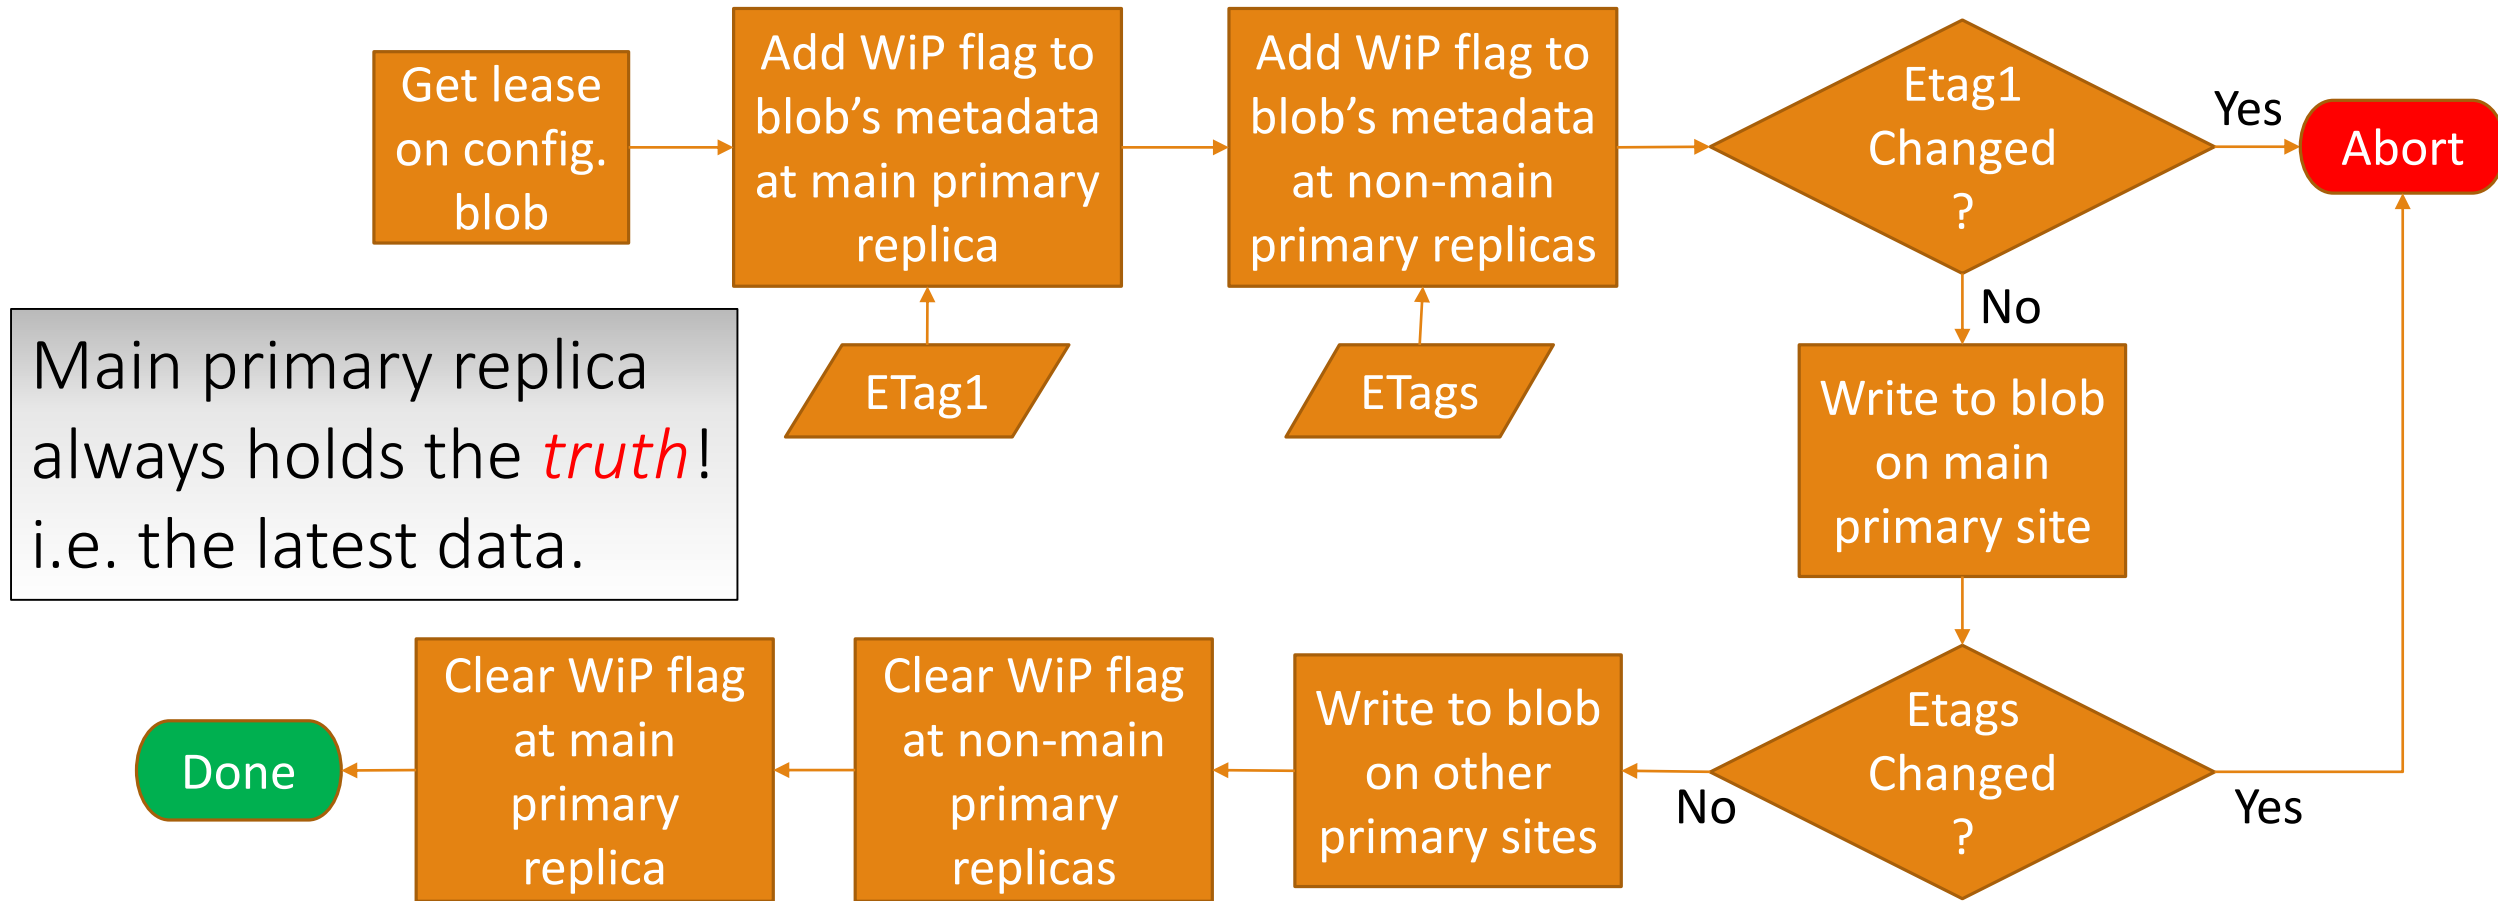 Get lease
on config.
blob
Add WiP flag to
blob’s metadata
at main primary
replica
Add WiP flag to
blob’s metadata
at non-main
primary replicas
Etag1
Changed
?
Yes
Abort
No
ETag1
ETags
Main primary replica
always holds the truth!
i.e. the latest data.
Write to blob
on main
primary site
Etags
Changed
?
Yes
No
Write to blob
on other
primary sites
Clear WiP flag
at non-main
primary
replicas
Clear WiP flag
at main
primary
replica
Done